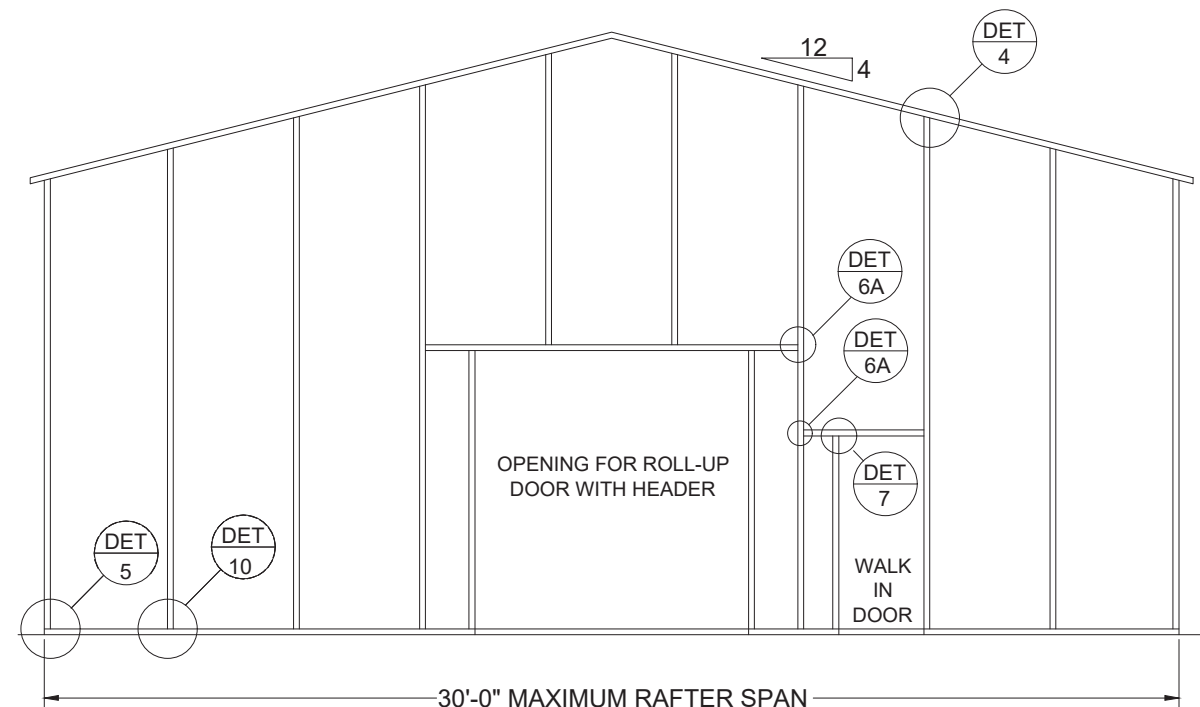 12
4
DET
4
DET
6A
DET
6A
OPENING FOR ROLL-UP
DOOR WITH HEADER
DET
7
DET
5
DET
10
WALK
IN
DOOR
30'-0" MAXIMUM RAFTER SPAN